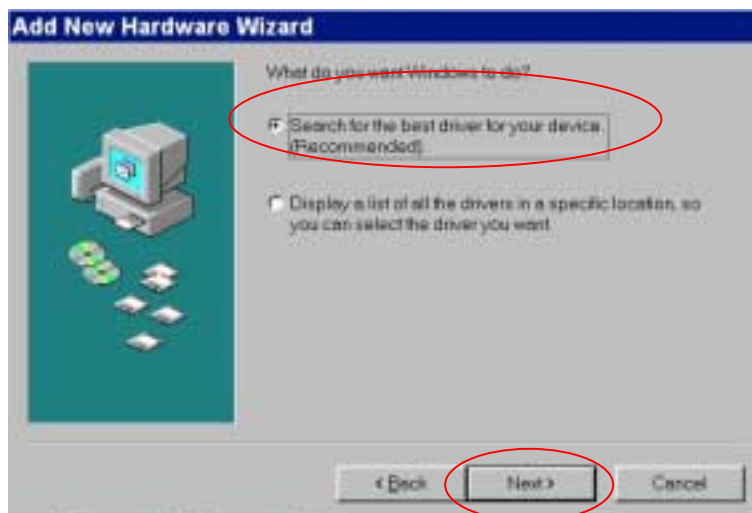 Add New Hardware Wizard
What do you want Windows to do?
Search for the best driver for your device.
(Recommended).
Display a list of all the drivers in a specific location, so
you can select the driver you want.
< Back
Next >
Cancel